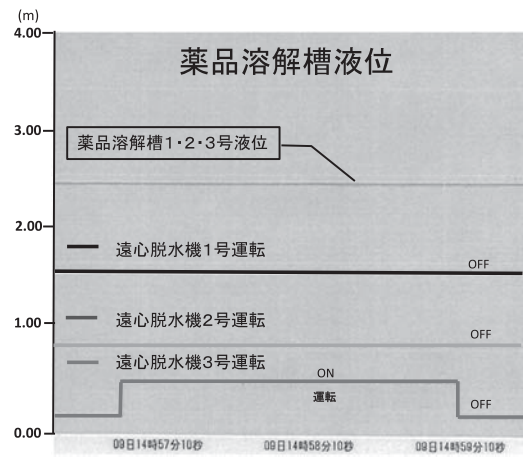 (m)
4.00
薬品溶解槽液位
3.00
薬品溶解槽1・2・3号液位
2.00
遠心脱水機1号運転
OFF
1.00
遠心脱水機2号運転
OFF
遠心脱水機3号運転
ON
運転
OFF
0.00
09日14時57分10秒 09日14時58分10秒 09日14時59分10秒